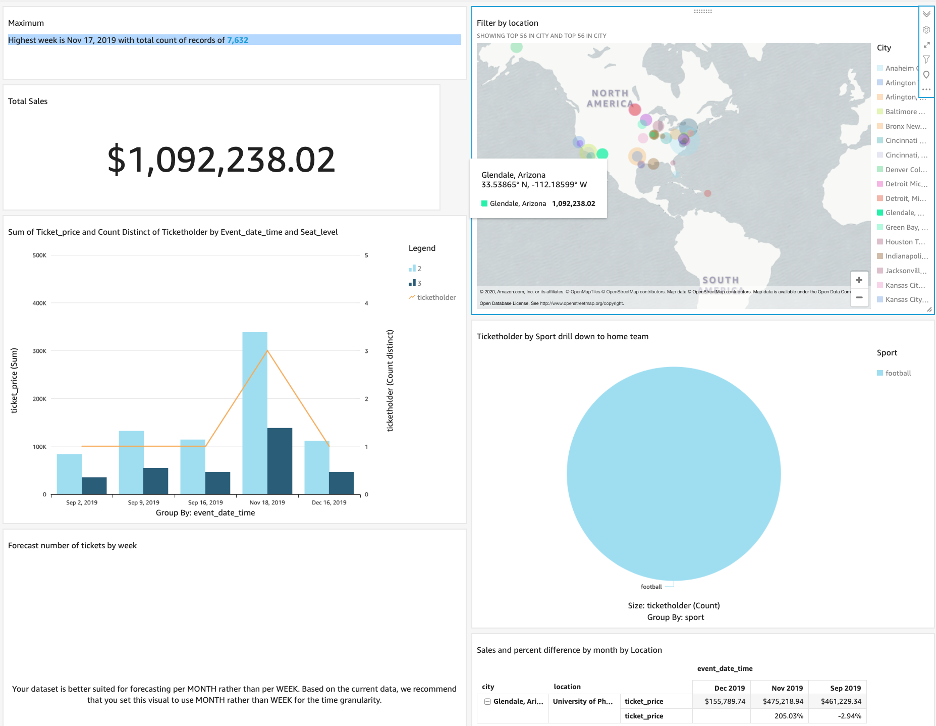 Maximum
Highest week is Nov 17, 2019 with total count of records of 7,632
Total Sales
$1,092,238.02
Sum of Ticket_price and Count Distinct of Ticketholder by Event_date_time and Seat_level
Legend
2
3
ticketholder
500K
400K
300K
200K
100K
0
5
4
3
2
1
0
ticket_price (Sum)
ticketholder (Count distinct)
Sep 2, 2019
Sep 9, 2019
Sep 16, 2019
Nov 18, 2019
Dec 16, 2019
Group By: event_date_time
Forecast number of tickets by week
Your dataset is better suited for forecasting per MONTH rather than per WEEK. Based on the current data, we recommend
that you set this visual to use MONTH rather than WEEK for the time granularity.
Filter by location
SHOWING TOP 56 IN CITY AND TOP 56 IN CITY
NORTH
AMERICA
SOUTH
Glendale, Arizona
33.53865° N, -112.18599° W
Glendale, Arizona 1,092,238.02
© 2020, Amazon.com, Inc. or its affiliates. © OpenMapTiles © OpenStreetMap contributors. Map data © OpenStreetMap contributors. Map data is available under the Open Data Com
Open Database License. See http://www.openstreetmap.org/copyright.
City
Anaheim C
Arlington
Arlington,
Baltimore ...
Bronx New...
Cincinnati ...
Cincinnati, ...
Denver Col...
Detroit Mic...
Detroit, Mi...
Glendale, ...
Green Bay, ...
Houston T...
Indianapoli...
Jacksonvill...
Kansas Cit...
Kansas City...
Ticketholder by Sport drill down to home team
Sport
football
football
Size: ticketholder (Count)
Group By: sport
Sales and percent difference by month by Location
event_date_time
city location Dec 2019 Nov 2019 Sep 2019
Glendale, Ari... University of Ph... ticket_price $155,789.74 $475,218.94 $461,229.34
ticket_price 205.03% -2.94%